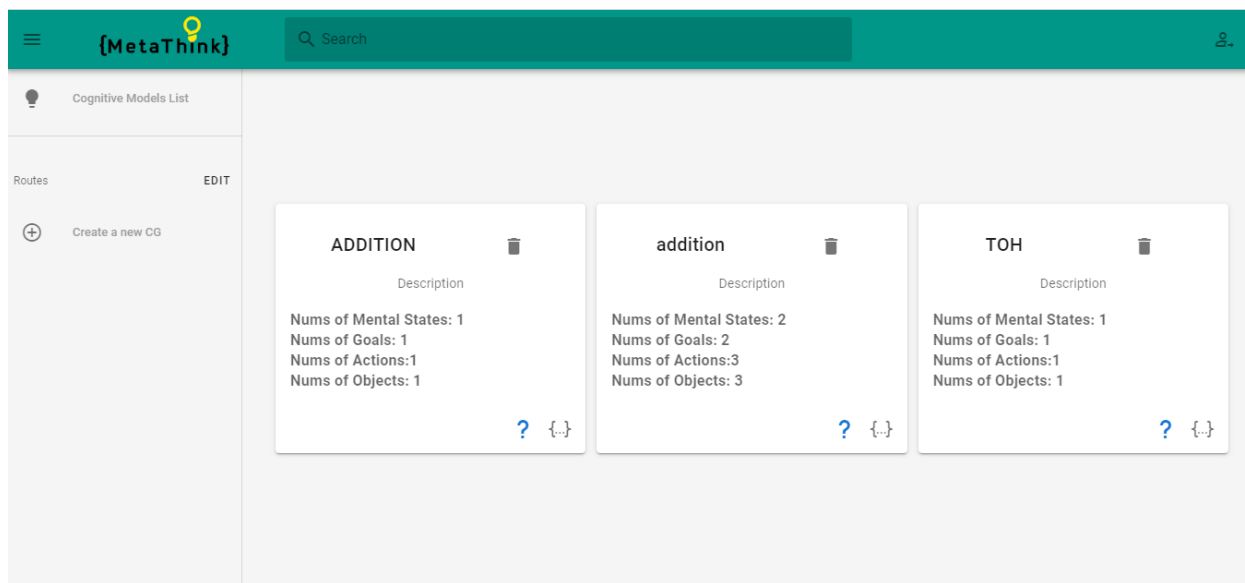 {MetaThink}
Search
Cognitive Models List
Routes
EDIT
Create a new CG
ADDITION
Description
Nums of Mental States: 1
Nums of Goals: 1
Nums of Actions:1
Nums of Objects: 1
? {...}
addition
Description
Nums of Mental States: 2
Nums of Goals: 2
Nums of Actions:3
Nums of Objects: 3
? {...}
TOH
Description
Nums of Mental States: 1
Nums of Goals: 1
Nums of Actions:1
Nums of Objects: 1
? {...}